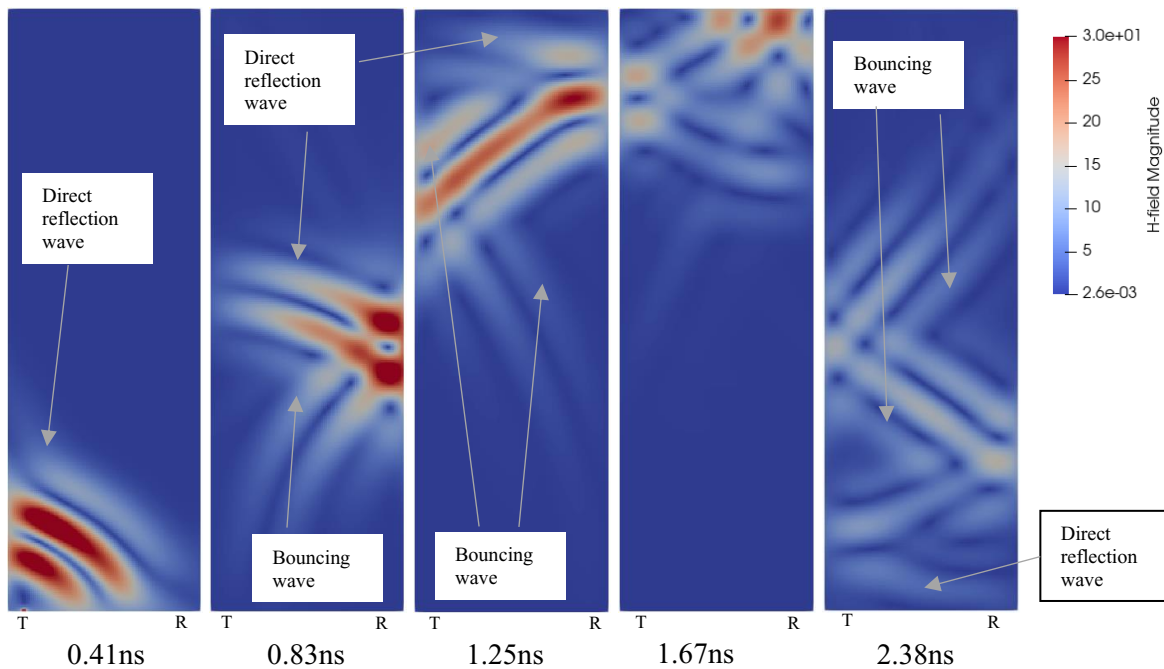 Direct
reflection
wave
Direct
reflection
wave
Bouncing
wave
Bouncing
wave
Bouncing
wave
Direct
reflection
wave
3.0e+01
25
20
15
10
5
2.6e-03
H-field Magnitude
T R T R T R T R T R
0.41ns 0.83ns 1.25ns 1.67ns 2.38ns